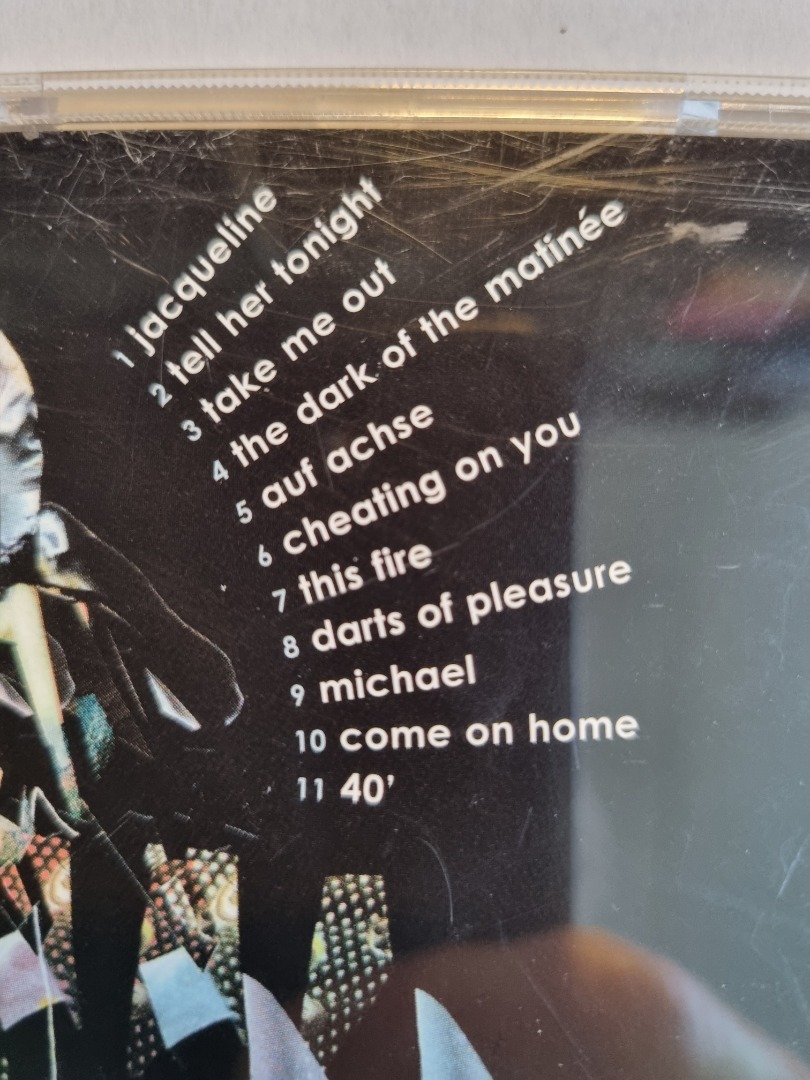 1 jacqueline
2 tell her tonight
3 take me out
4 the dark of the matinée
5 auf achse
6 cheating on you
7 this fire
8 darts of pleasure
9 michael
10 come on home
11 40’